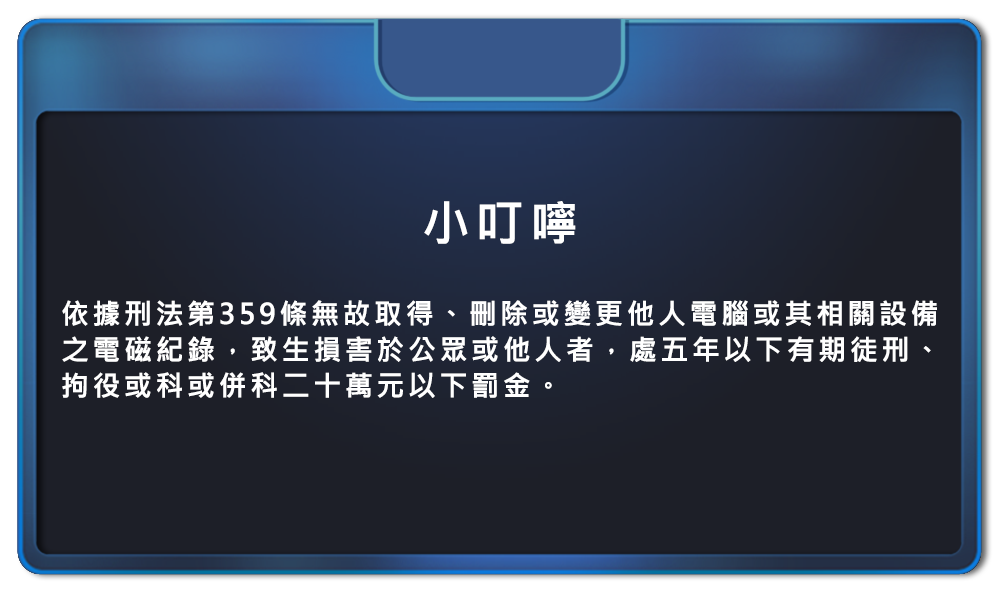 小叮嚀
依據刑法第359條無故取得、刪除或變更他人電腦或其相關設備
之電磁紀錄，致生損害於公眾或他人者，處五年以下有期徒刑、
拘役或科或併科二十萬元以下罰金。